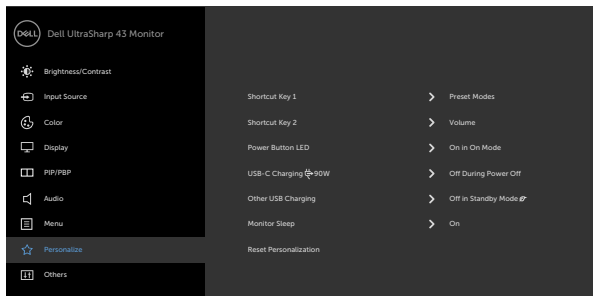 DELL Dell UltraSharp 43 Monitor
Brightness/Contrast
Input Source
Color
Display
PIP/PBP
Audio
Menu
Personalize
Others
Shortcut Key 1 Preset Modes
Shortcut Key 2 Volume
Power Button LED On in On Mode
USB-C Charging 90W Off During Power Off
Other USB Charging Off in Standby Mode
Monitor Sleep On
Reset Personalization